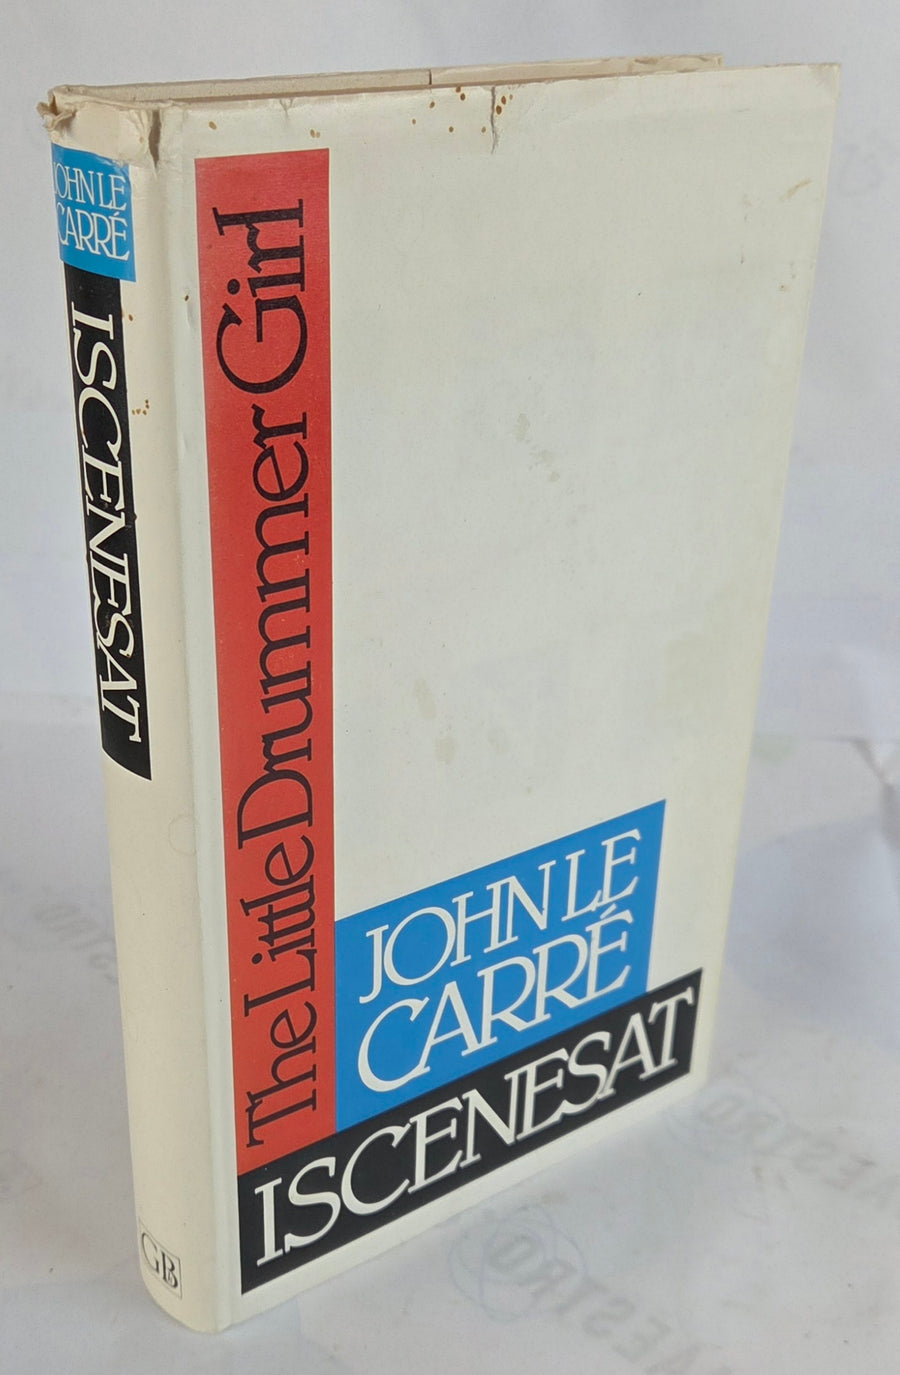 JOHN LE
CARRÉ
ISCENESAT
GB
The Little Drummer Girl
JOHN LE
CARRÉ
ISCENESAT